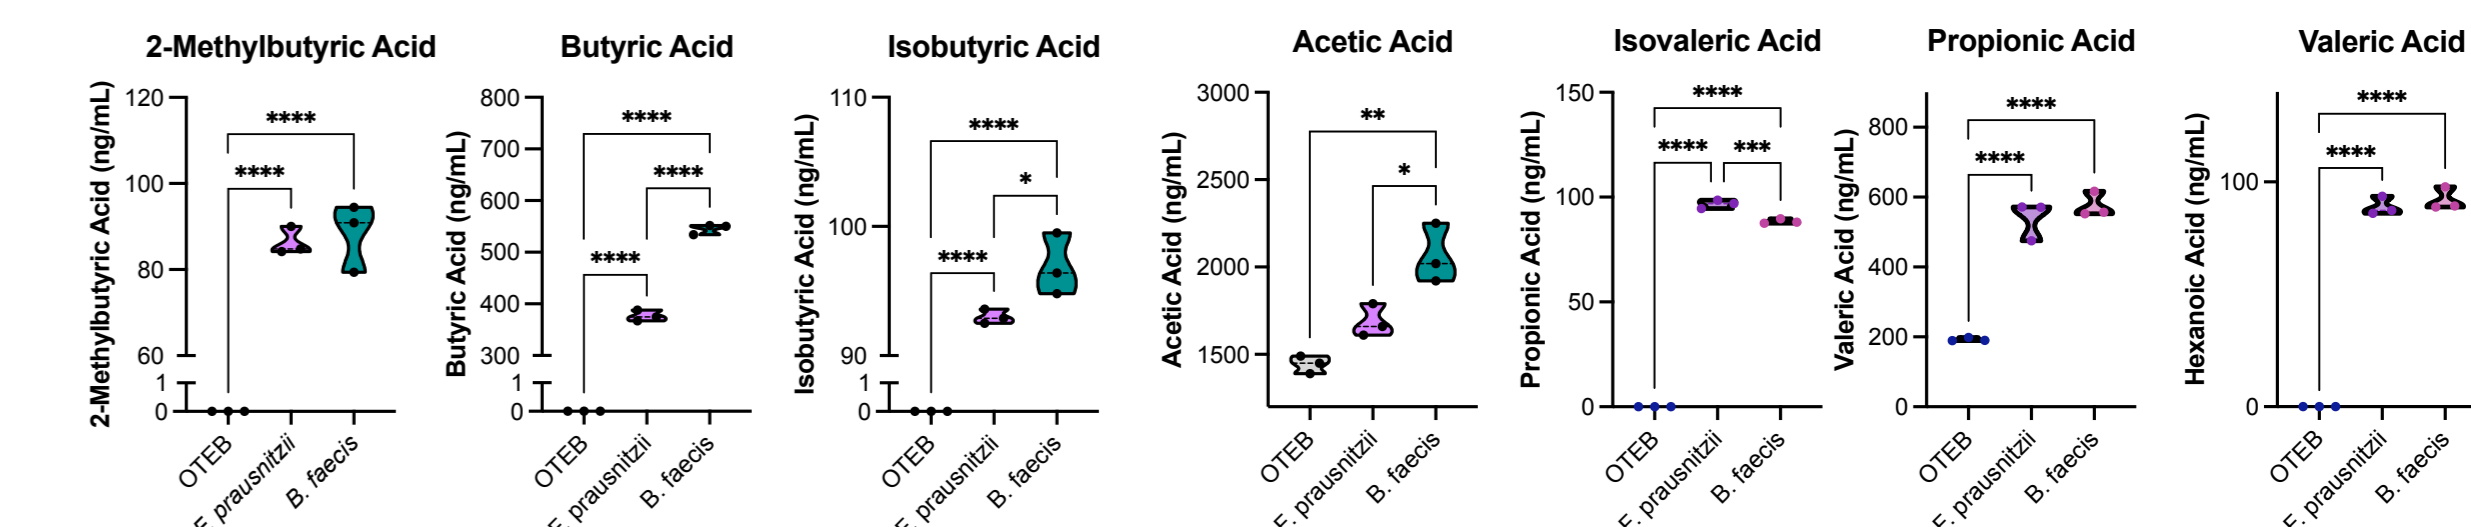 2-Methylbutyric Acid
2-Methylbutyric Acid (ng/mL)
120
100
80
60
1
0
****
****
OTEB
F. prausnitzii
B. faecis
Butyric Acid
Butyric Acid (ng/mL)
800
700
600
500
400
300
1
0
****
****
****
OTEB
F. prausnitzii
B. faecis
Isobutyric Acid
Isobutyric Acid (ng/mL)
110
100
90
1
0
****
*
****
OTEB
F. prausnitzii
B. faecis
Acetic Acid
Acetic Acid (ng/mL)
3000
2500
2000
1500
**
*
OTEB
F. prausnitzii
B. faecis
Isovaleric Acid
Propionic Acid (ng/mL)
150
100
50
0
****
**** ***
OTEB
F. prausnitzii
B. faecis
Propionic Acid
Valeric Acid (ng/mL)
800
600
400
200
0
****
****
OTEB
F. prausnitzii
B. faecis
Valeric Acid
Hexanoic Acid (ng/mL)
100
0
****
****
OTEB
F. prausnitzii
B. faecis